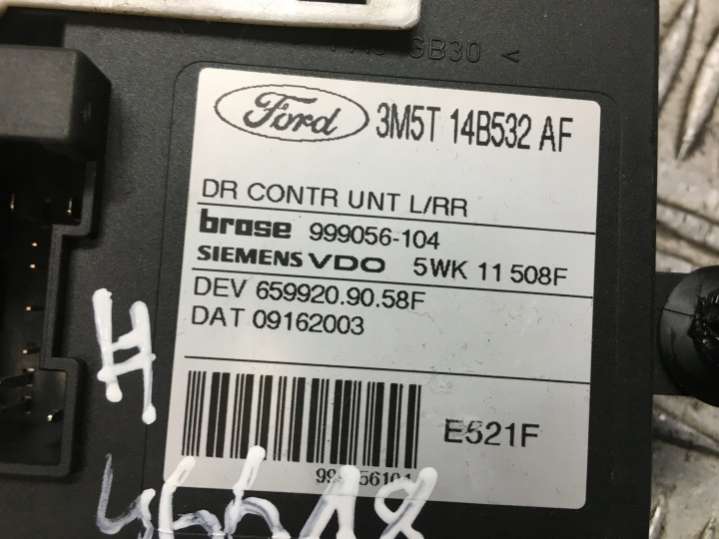 GB30 <
Ford 3M5T 14B532 AF
DR CONTR UNT L/RR
brose 999056-104
SIEMENS VDO 5WK 11 508F
DEV 659920.90.58F
DAT 09162003
E521F
H